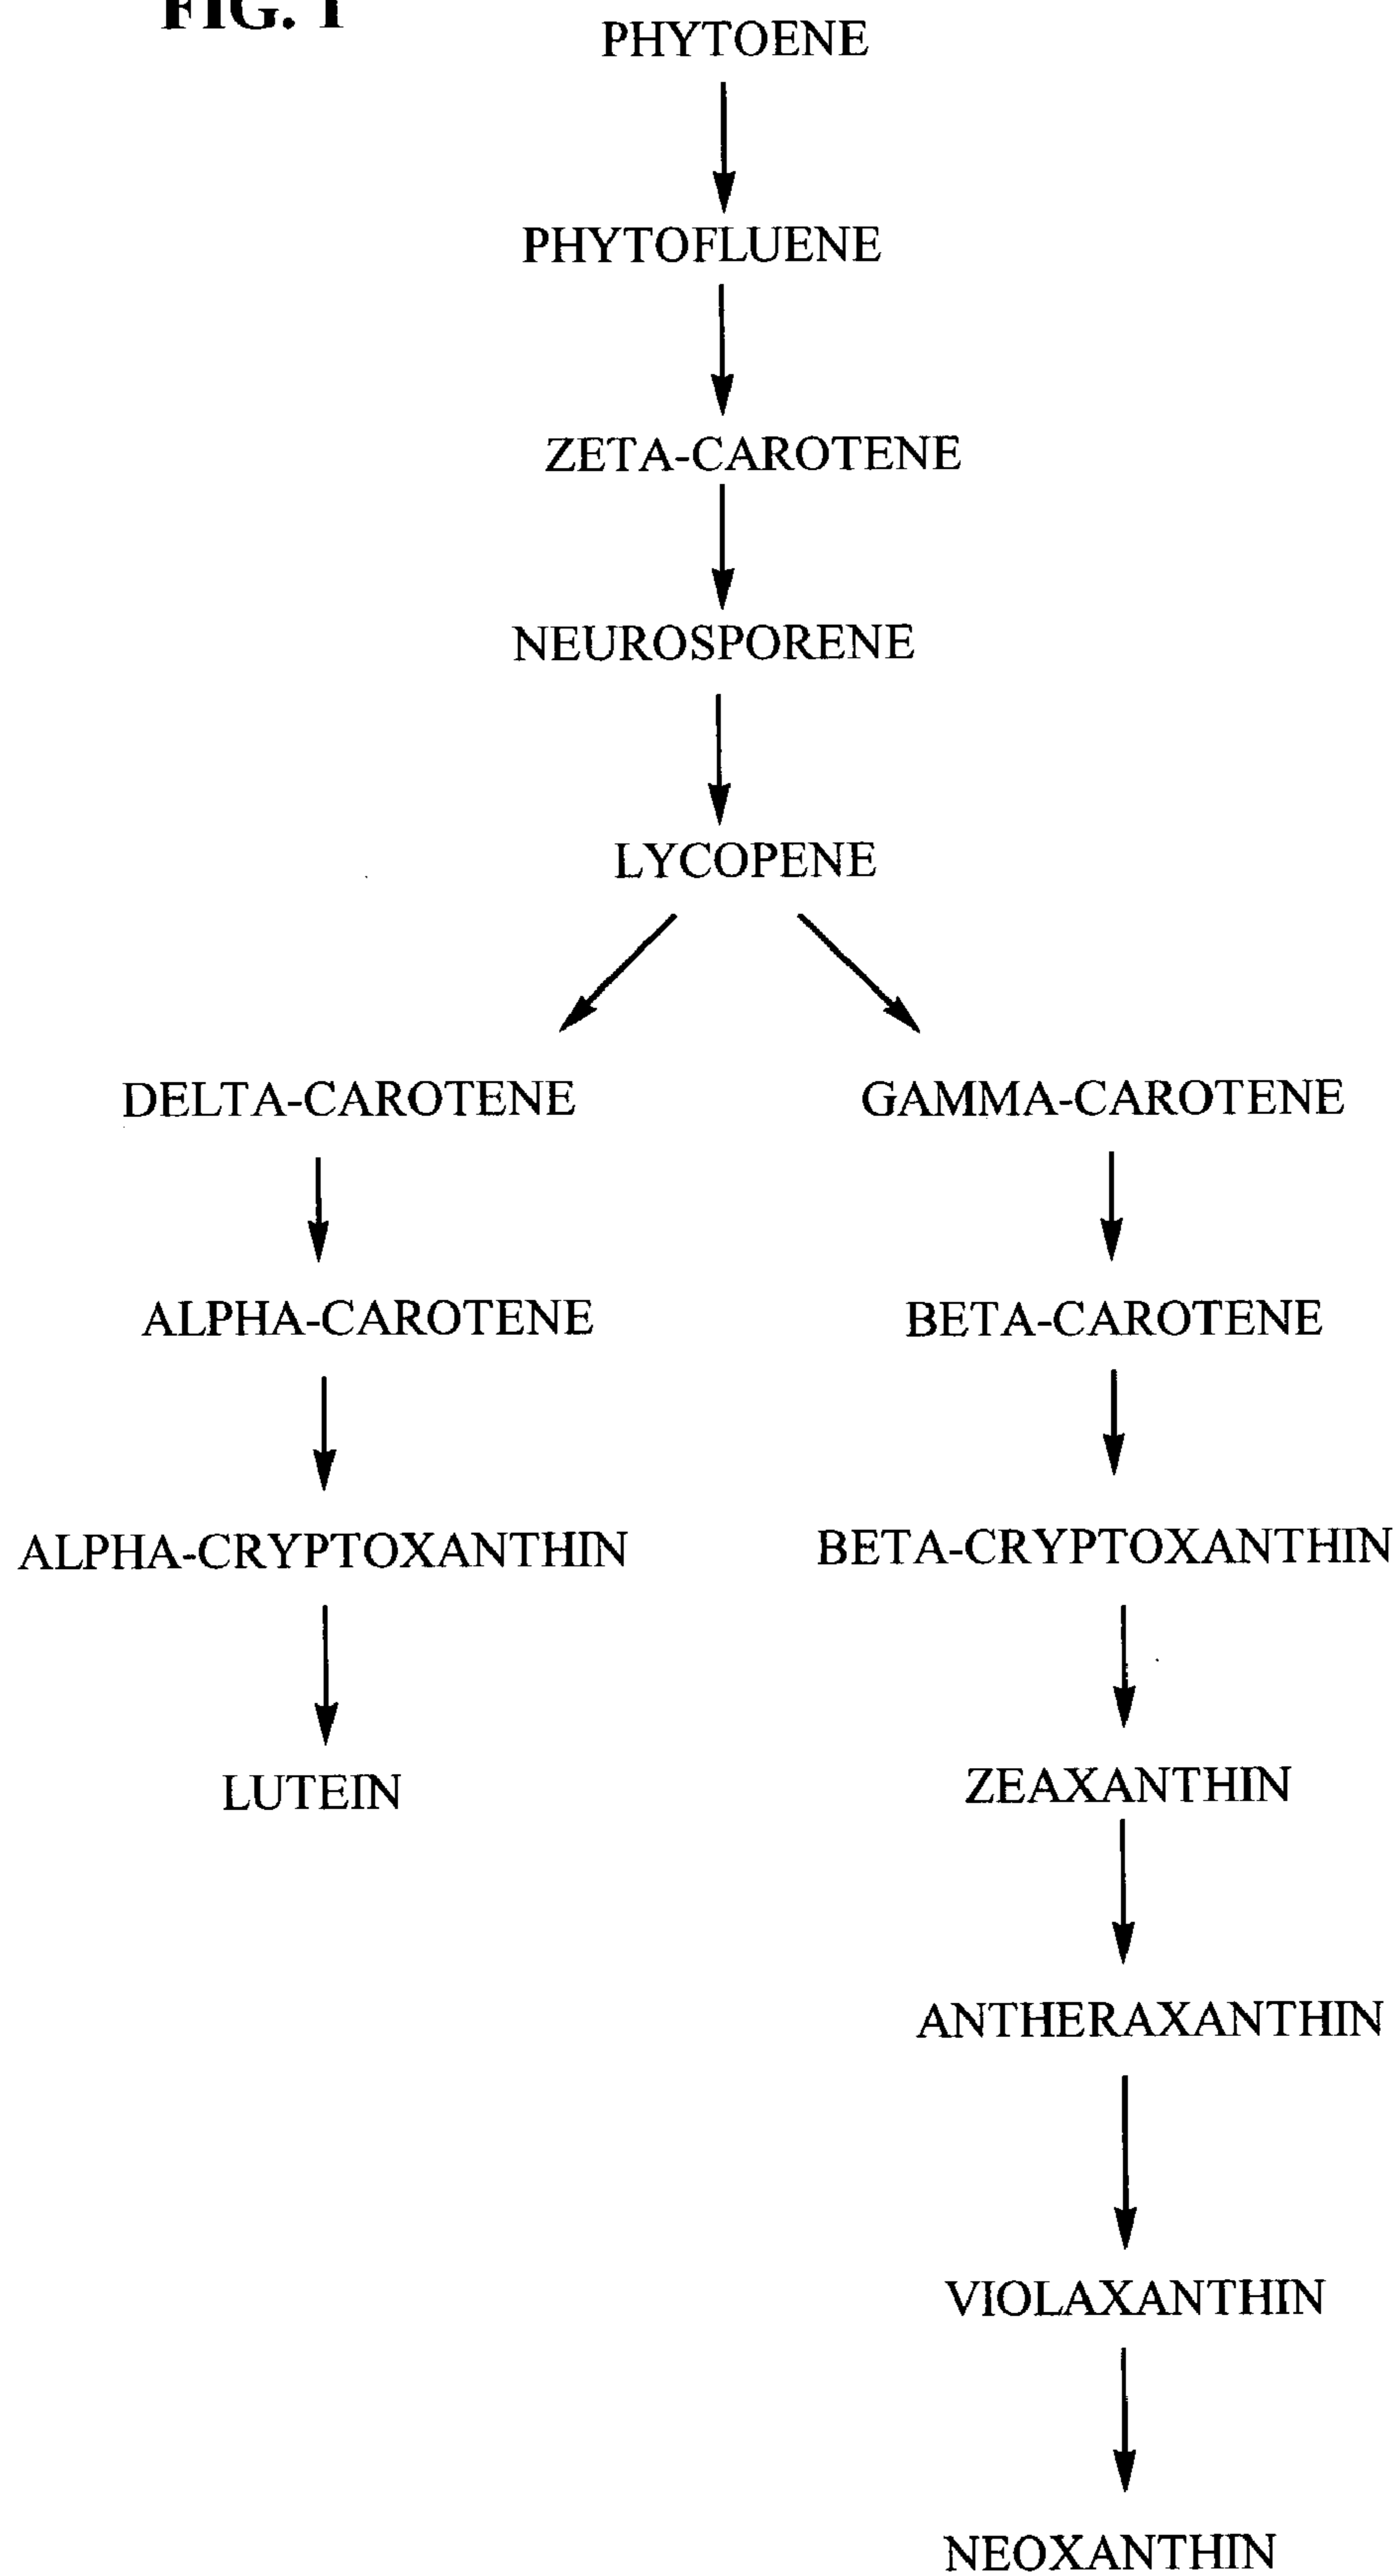 FIG. 1
PHYTOENE
PHYTOFLUENE
ZETA-CAROTENE
NEUROSPORENE
LYCOPENE
DELTA-CAROTENE GAMMA-CAROTENE
ALPHA-CAROTENE BETA-CAROTENE
ALPHA-CRYPTOXANTHIN BETA-CRYPTOXANTHIN
LUTEIN ZEAXANTHIN
ANTHERAXANTHIN
VIOLAXANTHIN
NEOXANTHIN